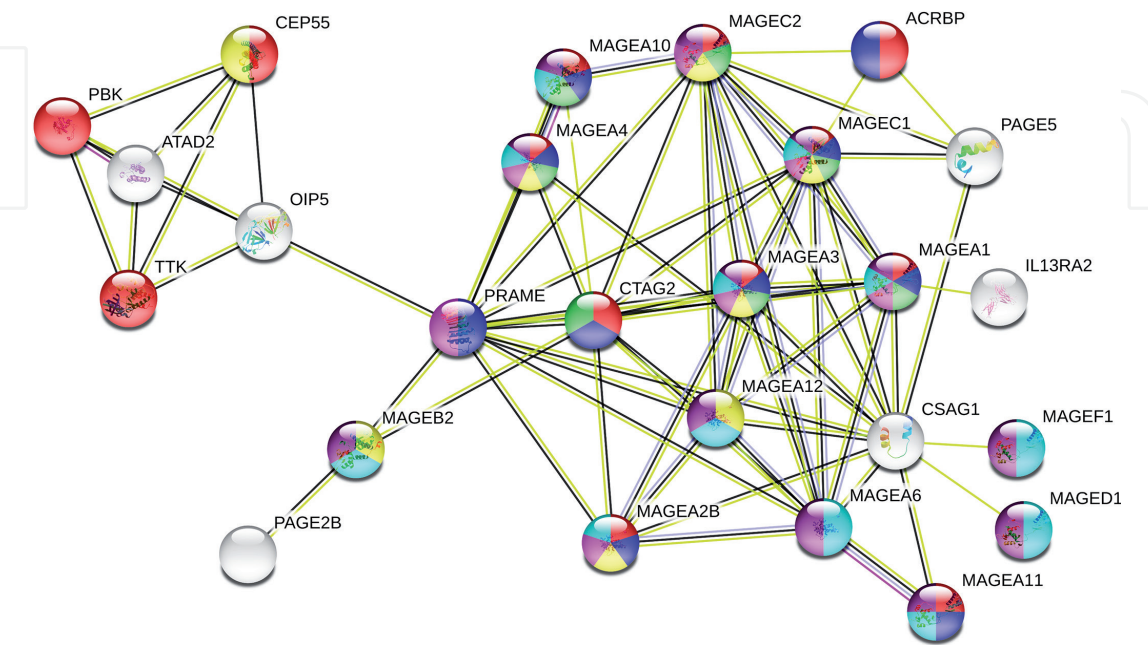 CEP55
MAGEC2
ACRBP
MAGEA10
PBK
MAGEA4
MAGEC1
PAGE5
ATAD2
OIP5
MAGEA3
MAGEA1
IL13RA2
TTK
PRAME
CTAG2
MAGEA12
MAGEB2
CSAG1
MAGEF1
MAGEA6
MAGED1
MAGEA2B
PAGE2B
MAGEA11